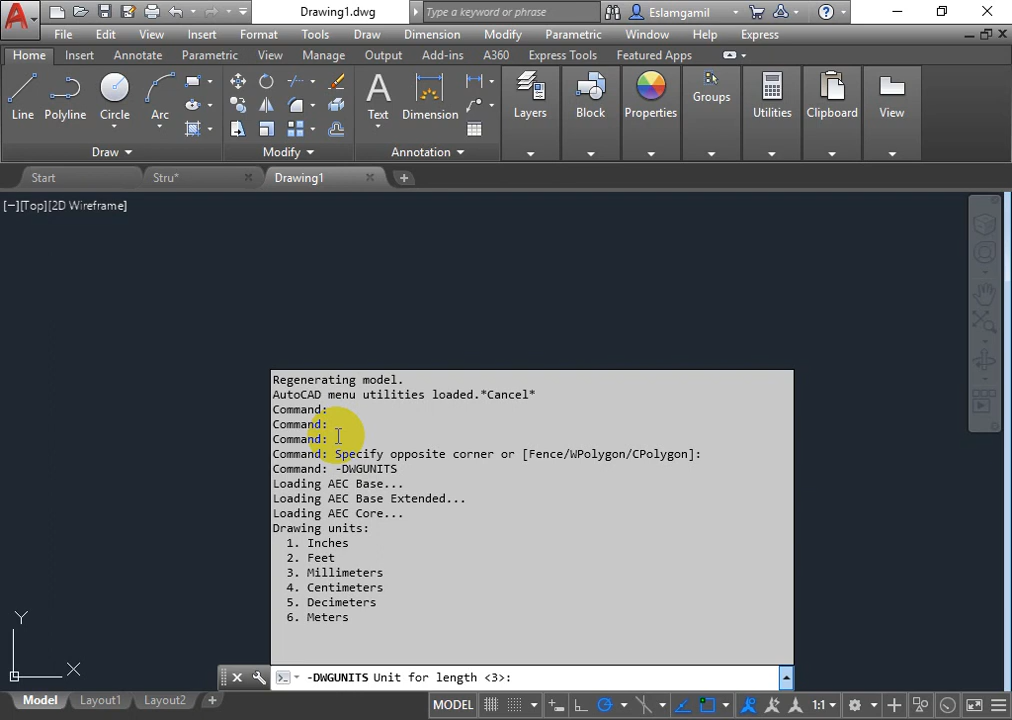 Drawing1.dwg
Type a keyword or phrase
Eslamgamil
File Edit View Insert Format Tools Draw Dimension Modify Parametric Window Help Express
Home Insert Annotate Parametric View Manage Output Add-ins A360 Express Tools Featured Apps
Line Polyline Circle Arc Text Dimension Layers Block Properties Groups Utilities Clipboard View
Draw Modify Annotation
Start Stru* Drawing1
[−][Top][2D Wireframe]
Regenerating model.
AutoCAD menu utilities loaded.*Cancel*
Command:
Command:
Command:
Command: Specify opposite corner or [Fence/WPolygon/CPolygon]:
Command: -DWGUNITS
Loading AEC Base...
Loading AEC Base Extended...
Loading AEC Core...
Drawing units:
1. Inches
2. Feet
3. Millimeters
4. Centimeters
5. Decimeters
6. Meters
Y
X
-DWGUNITS Unit for length <3>:
Model Layout1 Layout2 + MODEL 1:1